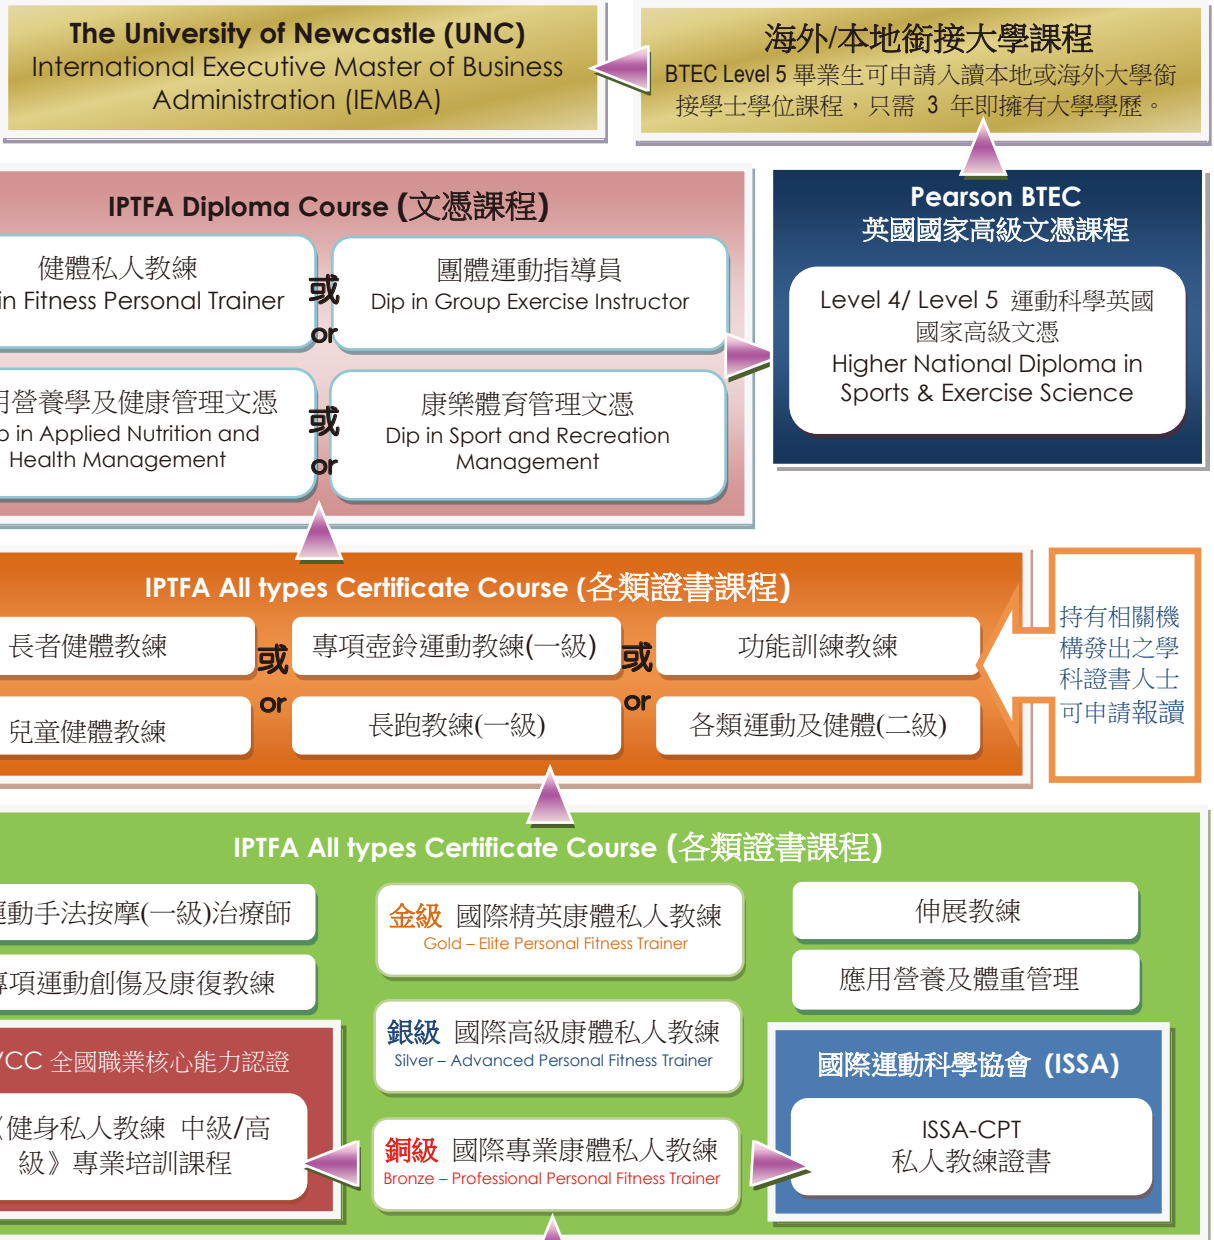 The University of Newcastle (UNC)
International Executive Master of Business
Administration (IEMBA)
海外/本地銜接大學課程
BTEC Level 5 畢業生可申請入讀本地或海外大學銜
接學士學位課程，只需 3 年即擁有大學學歷。
IPTFA Diploma Course (文憑課程)
健體私人教練
in Fitness Personal Trainer
或
or
團體運動指導員
Dip in Group Exercise Instructor
用營養學及健康管理文憑
p in Applied Nutrition and
Health Management
或
or
康樂體育管理文憑
Dip in Sport and Recreation
Management
Pearson BTEC
英國國家高級文憑課程
Level 4/ Level 5 運動科學英國
國家高級文憑
Higher National Diploma in
Sports & Exercise Science
IPTFA All types Certificate Course (各類證書課程)
長者健體教練
或
or
專項壺鈴運動教練(一級)
或
or
功能訓練教練
兒童健體教練
長跑教練(一級)
各類運動及健體(二級)
持有相關機
構發出之學
科證書人士
可申請報讀
IPTFA All types Certificate Course (各類證書課程)
運動手法按摩(一級)治療師
專項運動創傷及康復教練
金級 國際精英康體私人教練
Gold – Elite Personal Fitness Trainer
銀級 國際高級康體私人教練
Silver – Advanced Personal Fitness Trainer
銅級 國際專業康體私人教練
Bronze – Professional Personal Fitness Trainer
伸展教練
應用營養及體重管理
CC 全國職業核心能力認證
《健身私人教練 中級/高
級》專業培訓課程
國際運動科學協會 (ISSA)
ISSA-CPT
私人教練證書